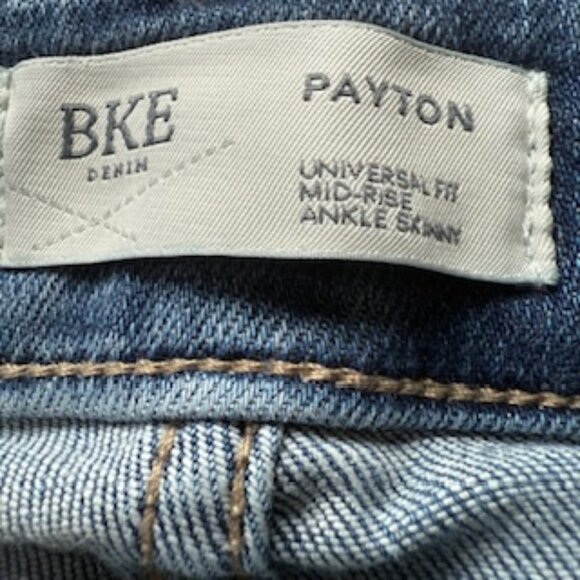 BKE
DENIM
PAYTON
UNIVERSAL FIT
MID-RISE
ANKLE SKINNY